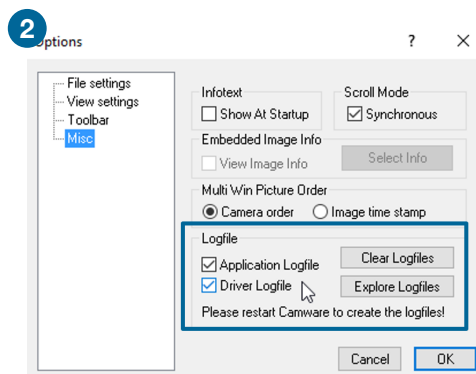 2
Options ?
File settings
View settings
Toolbar
Misc
Infotext
Show At Startup
Scroll Mode
Synchronous
Embedded Image Info
View Image Info
Select Info
Multi Win Picture Order
Camera order
Image time stamp
Logfile
Application Logfile
Clear Logfiles
Driver Logfile
Explore Logfiles
Please restart Camware to create the logfiles!
Cancel
OK